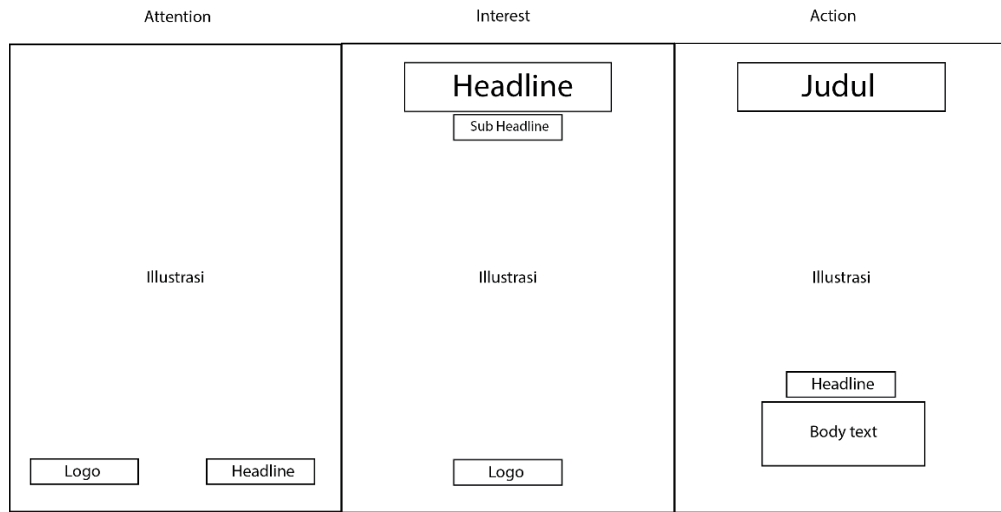 Attention
Interest
Action
Illustrasi
Logo
Headline
Headline
Sub Headline
Illustrasi
Logo
Judul
Illustrasi
Headline
Body text